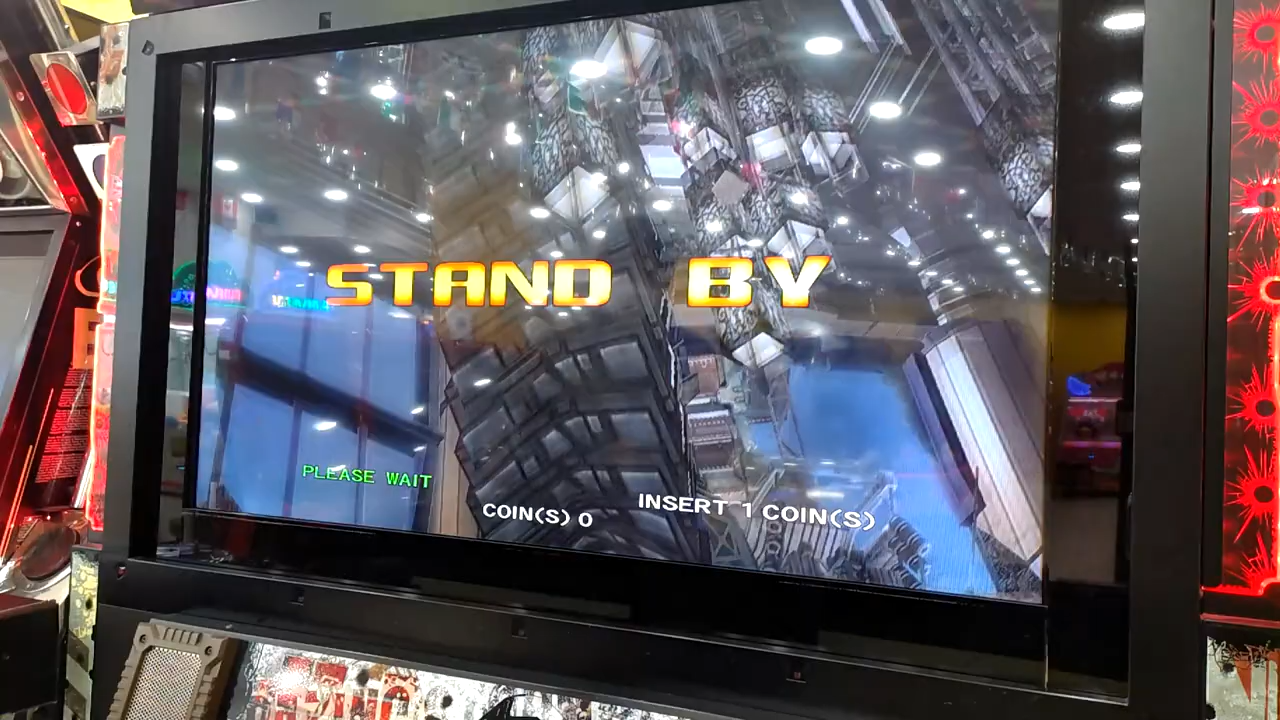 STAND BY
PLEASE WAIT
COIN(S) 0
INSERT 1 COIN(S)